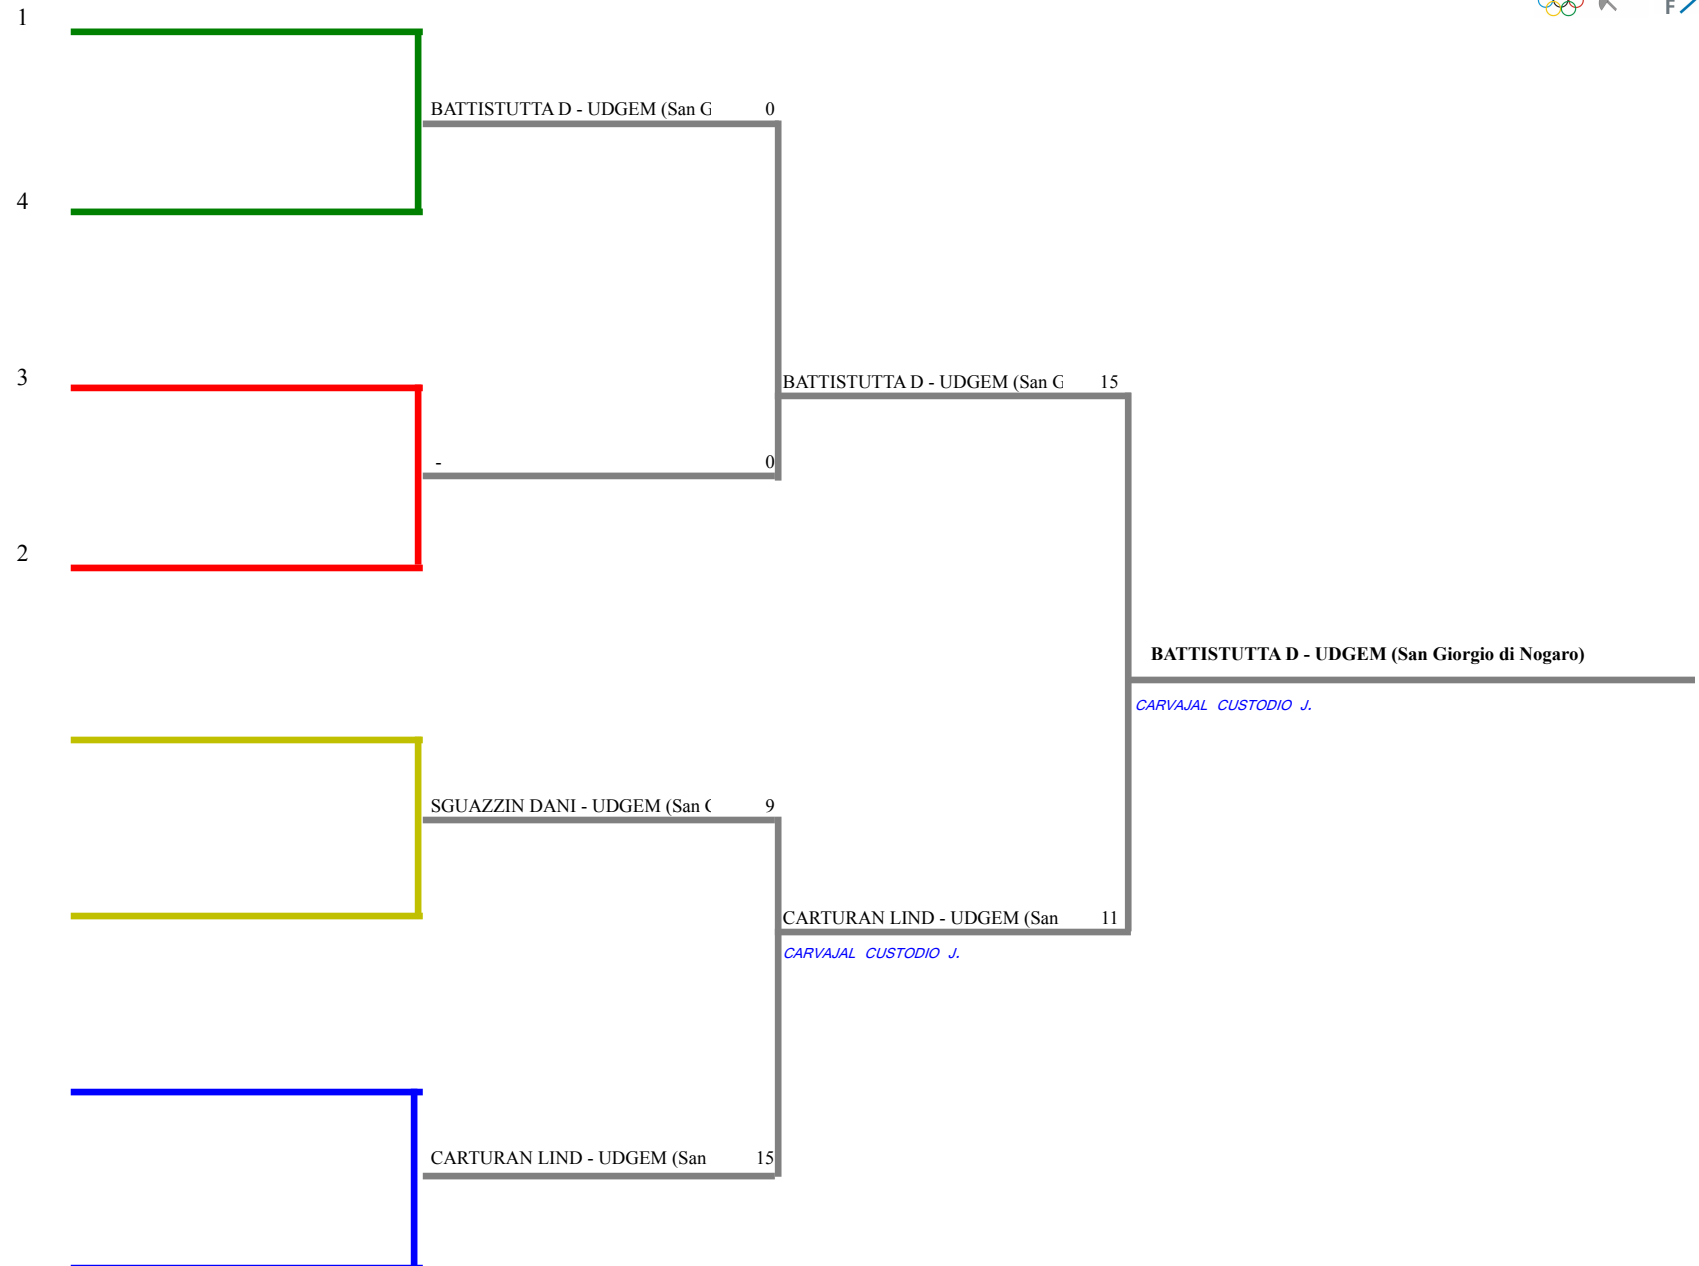 1
F
BATTISTUTTA D - UDGEM (San G 0
4
3
BATTISTUTTA D - UDGEM (San G 15
- 0
2
BATTISTUTTA D - UDGEM (San Giorgio di Nogaro)
CARVAJAL CUSTODIO J.
SGUAZZIN DANI - UDGEM (San 9
CARTURAN LIND - UDGEM (San 11
CARVAJAL CUSTODIO J.
CARTURAN LIND - UDGEM (San 15